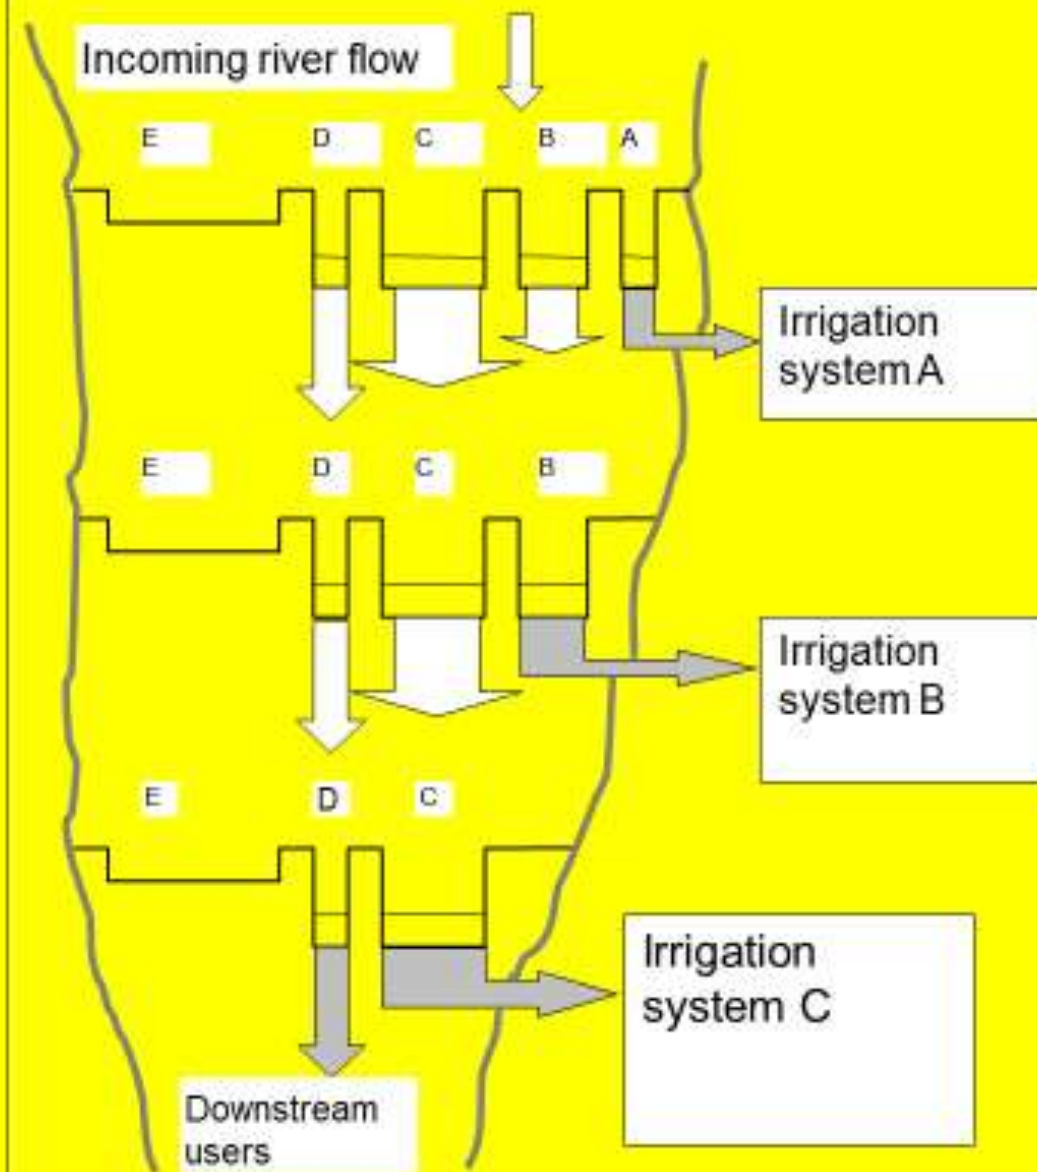 Incoming river flow
E D C B A
Irrigation
system A
E D C B
Irrigation
system B
E D C
Irrigation
system C
Downstream
users